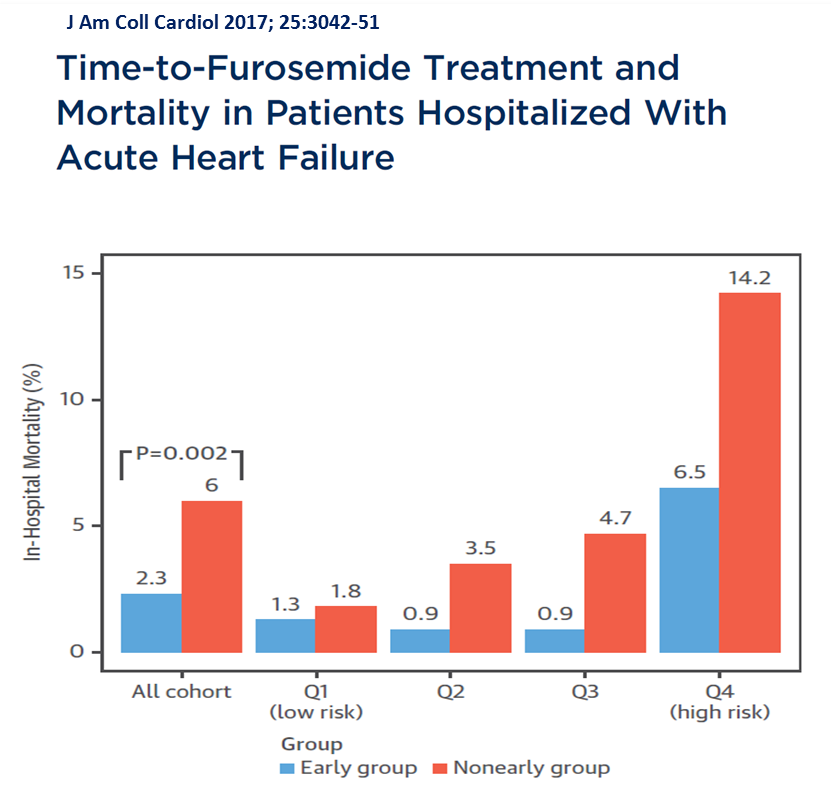 J Am Coll Cardiol 2017; 25:3042-51
Time-to-Furosemide Treatment and
Mortality in Patients Hospitalized With
Acute Heart Failure
In-Hospital Mortality (%)
15
10
5
0
P=0.002
2.3
6
1.3
1.8
0.9
3.5
0.9
4.7
6.5
14.2
All cohort
Q1
(low risk)
Q2
Q3
Q4
(high risk)
Group
Early group
Nonearly group